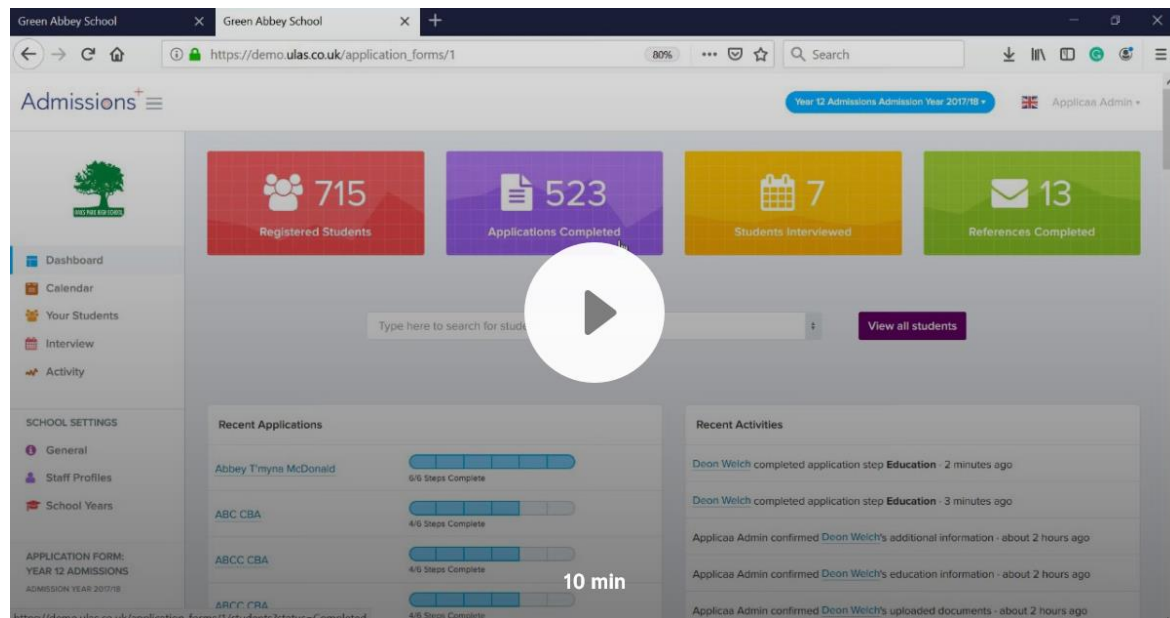 Green Abbey School
Green Abbey School
https://demo.ulas.co.uk/application_forms/1
80%
Search
Admissions+
Year 12 Admissions Admission Year 2017/18
Applicaa Admin
715
Registered Students
523
Applications Completed
7
Students Interviewed
13
References Completed
Dashboard
Calendar
Your Students
Interview
Activity
Type here to search for stude
View all students
SCHOOL SETTINGS
General
Staff Profiles
School Years
APPLICATION FORM:
YEAR 12 ADMISSIONS
ADMISSION YEAR 2017/18
Recent Applications
Abbey T'myna McDonald
6/6 Steps Complete
ABC CBA
4/6 Steps Complete
ABCC CBA
4/6 Steps Complete
ABCC CBA
4/6 Steps Complete
Recent Activities
Deon Welch completed application step Education - 2 minutes ago
Deon Welch completed application step Education - 3 minutes ago
Applicaa Admin confirmed Deon Welch's additional information - about 2 hours ago
Applicaa Admin confirmed Deon Welch's education information - about 2 hours ago
Applicaa Admin confirmed Deon Welch's uploaded documents - about 2 hours ago
10 min